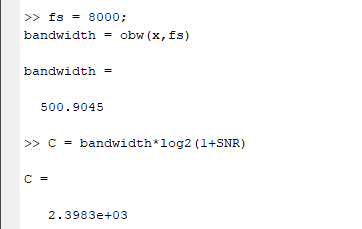 >> fs = 8000;
bandwidth = obw(x,fs)
bandwidth =
500.9045
>> C = bandwidth*log2(1+SNR)
C =
2.3983e+03